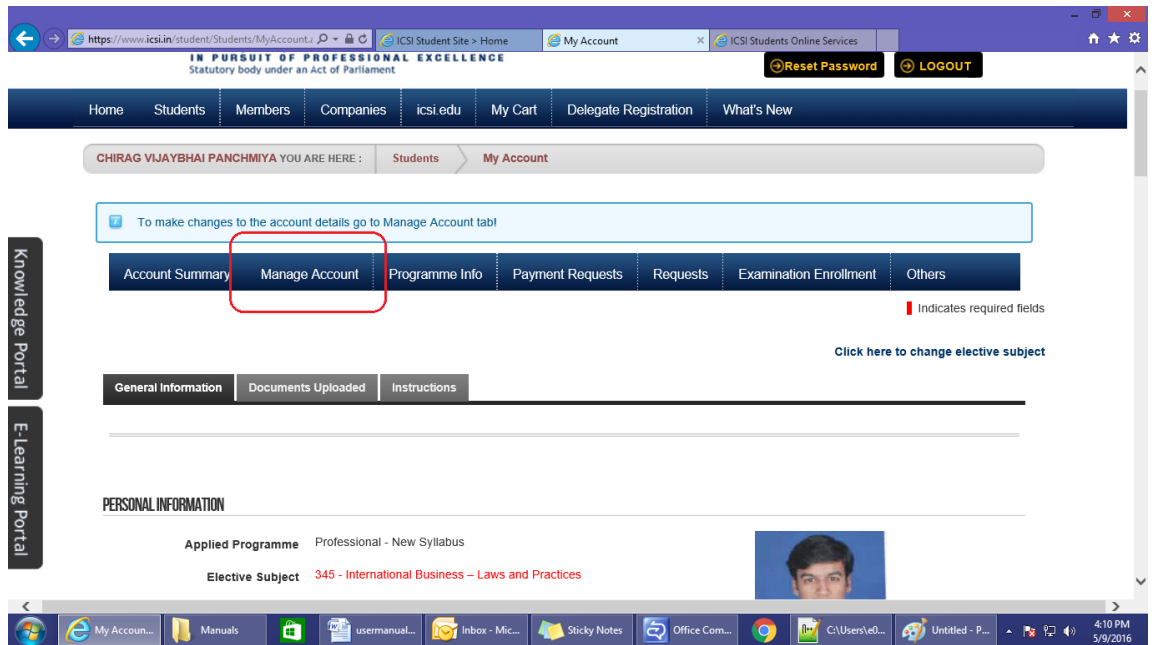 https://www.icsi.in/student/Students/MyAccount.
ICSI Student Site > Home
My Account
ICSI Students Online Services
IN PURSUIT OF PROFESSIONAL EXCELLENCE
Statutory body under an Act of Parliament
Reset Password
LOGOUT
Home Students Members Companies icsi.edu My Cart Delegate Registration What's New
CHIRAG VIJAYBHAI PANCHMIYA YOU ARE HERE : Students My Account
To make changes to the account details go to Manage Account tab!
Account Summary Manage Account Programme Info Payment Requests Requests Examination Enrollment Others
Indicates required fields
Click here to change elective subject
General Information Documents Uploaded Instructions
Knowledge Portal
E-Learning Portal
PERSONAL INFORMATION
Applied Programme Professional - New Syllabus
Elective Subject 345 - International Business – Laws and Practices
My Accoun... Manuals usermanual... Inbox - Mic... Sticky Notes Office Com... C:\Users\e0... Untitled - P...
4:10 PM
5/9/2016